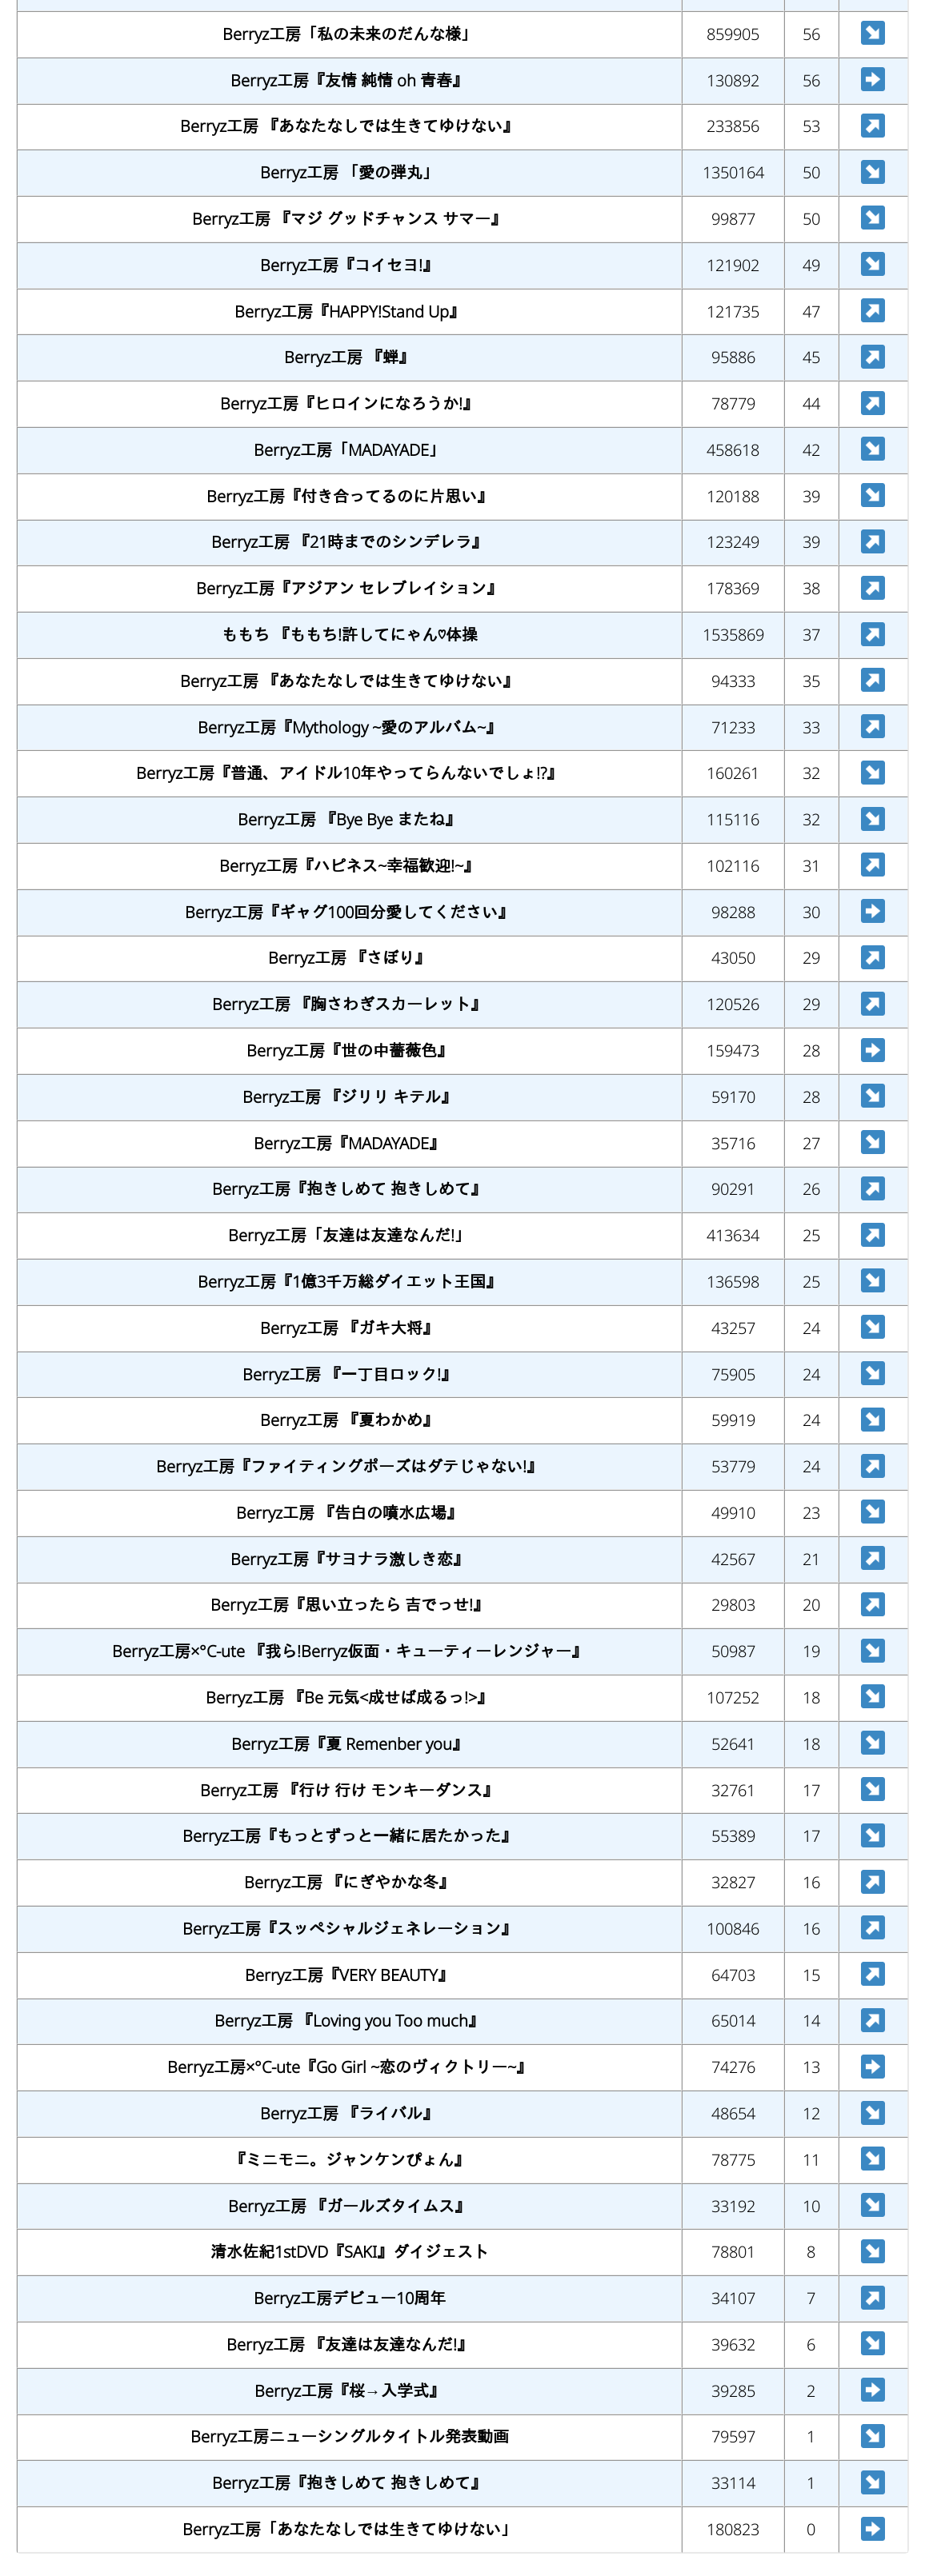 Berryz工房「私の未来のだんな様」 859905 56 ↘
Berryz工房『友情 純情 oh 青春』 130892 56 ➡
Berryz工房 『あなたなしでは生きてゆけない』 233856 53 ↗
Berryz工房 「愛の弾丸」 1350164 50 ↘
Berryz工房 『マジ グッドチャンス サマー』 99877 50 ↘
Berryz工房『コイセヨ!』 121902 49 ↘
Berryz工房『HAPPY!Stand Up』 121735 47 ↗
Berryz工房 『蝉』 95886 45 ↗
Berryz工房『ヒロインになろうか!』 78779 44 ↗
Berryz工房「MADAYADE」 458618 42 ↘
Berryz工房『付き合ってるのに片思い』 120188 39 ↘
Berryz工房 『21時までのシンデレラ』 123249 39 ↗
Berryz工房『アジアン セレブレイション』 178369 38 ↗
ももち 『ももち!許してにゃん♡体操 1535869 37 ↗
Berryz工房 『あなたなしでは生きてゆけない』 94333 35 ↗
Berryz工房『Mythology ~愛のアルバム~』 71233 33 ↗
Berryz工房『普通、アイドル10年やってらんないでしょ!?』 160261 32 ↘
Berryz工房 『Bye Bye またね』 115116 32 ↘
Berryz工房『ハピネス~幸福歓迎!~』 102116 31 ↗
Berryz工房『ギャグ100回分愛してください』 98288 30 ➡
Berryz工房 『さぼり』 43050 29 ↗
Berryz工房 『胸さわぎスカーレット』 120526 29 ↗
Berryz工房『世の中薔薇色』 159473 28 ➡
Berryz工房 『ジリリ キテル』 59170 28 ↘
Berryz工房『MADAYADE』 35716 27 ↘
Berryz工房『抱きしめて 抱きしめて』 90291 26 ↗
Berryz工房「友達は友達なんだ!」 413634 25 ↗
Berryz工房『1億3千万総ダイエット王国』 136598 25 ↘
Berryz工房 『ガキ大将』 43257 24 ↘
Berryz工房 『一丁目ロック!』 75905 24 ↘
Berryz工房 『夏わかめ』 59919 24 ↘
Berryz工房『ファイティングポーズはダテじゃない!』 53779 24 ↗
Berryz工房 『告白の噴水広場』 49910 23 ↘
Berryz工房『サヨナラ激しき恋』 42567 21 ↗
Berryz工房『思い立ったら 吉でっせ!』 29803 20 ↗
Berryz工房×°C-ute 『我ら!Berryz仮面・キューティーレンジャー』 50987 19 ↘
Berryz工房 『Be 元気<成せば成るっ!>』 107252 18 ↘
Berryz工房『夏 Remenber you』 52641 18 ↘
Berryz工房 『行け 行け モンキーダンス』 32761 17 ↘
Berryz工房『もっとずっと一緒に居たかった』 55389 17 ↘
Berryz工房 『にぎやかな冬』 32827 16 ↗
Berryz工房『スッペシャルジェネレーション』 100846 16 ↗
Berryz工房『VERY BEAUTY』 64703 15 ↗
Berryz工房 『Loving you Too much』 65014 14 ↗
Berryz工房×°C-ute『Go Girl ~恋のヴィクトリー~』 74276 13 ➡
Berryz工房 『ライバル』 48654 12 ↘
『ミニモニ。ジャンケンぴょん』 78775 11 ↘
Berryz工房 『ガールズタイムス』 33192 10 ↘
清水佐紀1stDVD『SAKI』ダイジェスト 78801 8 ↘
Berryz工房デビュー10周年 34107 7 ↗
Berryz工房 『友達は友達なんだ!』 39632 6 ↘
Berryz工房『桜→入学式』 39285 2 ➡
Berryz工房ニューシングルタイトル発表動画 79597 1 ↘
Berryz工房『抱きしめて 抱きしめて』 33114 1 ↘
Berryz工房「あなたなしでは生きてゆけない」 180823 0 ➡